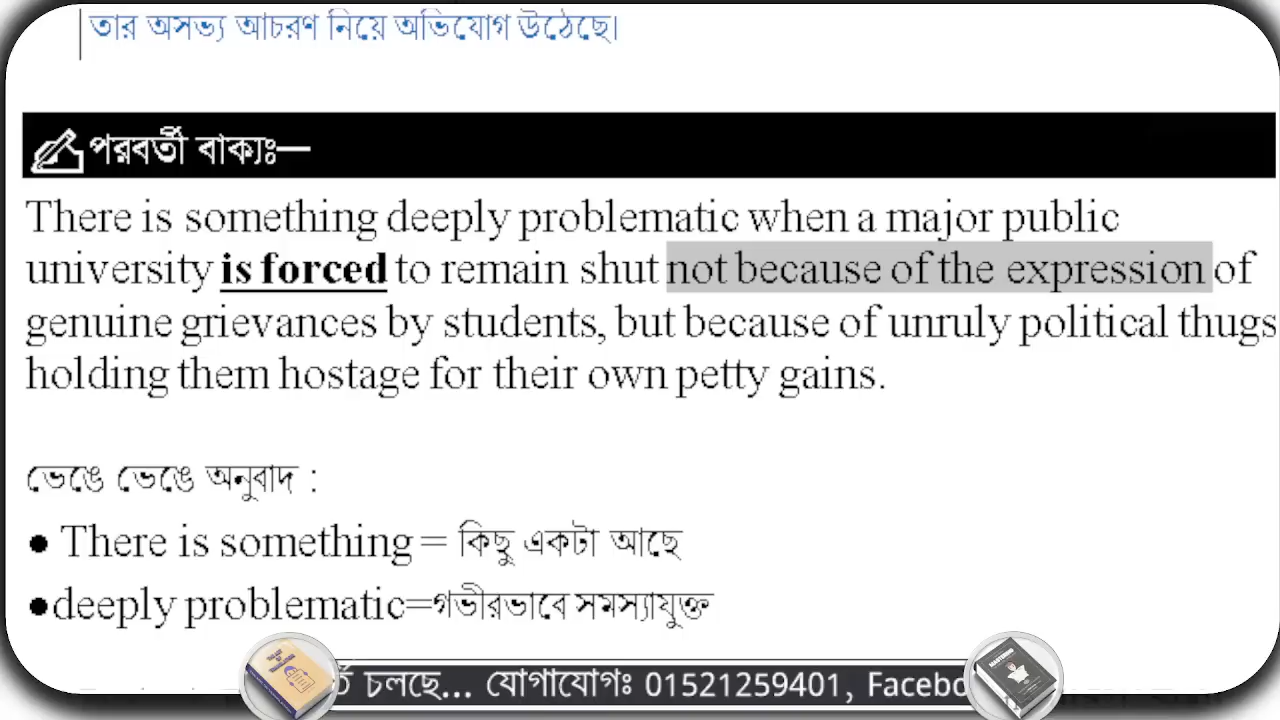 তার অসভ্য আচরণ নিয়ে অভিযোগ উঠেছে।
পরবর্তী বাক্যঃ—
There is something deeply problematic when a major public
university is forced to remain shut not because of the expression of
genuine grievances by students, but because of unruly political thugs
holding them hostage for their own petty gains.
ভেঙে ভেঙে অনুবাদ :
● There is something = কিছু একটা আছে
●deeply problematic=গভীরভাবে সমস্যাযুক্ত
চলছে... যোগাযোগঃ 01521259401, Facebo